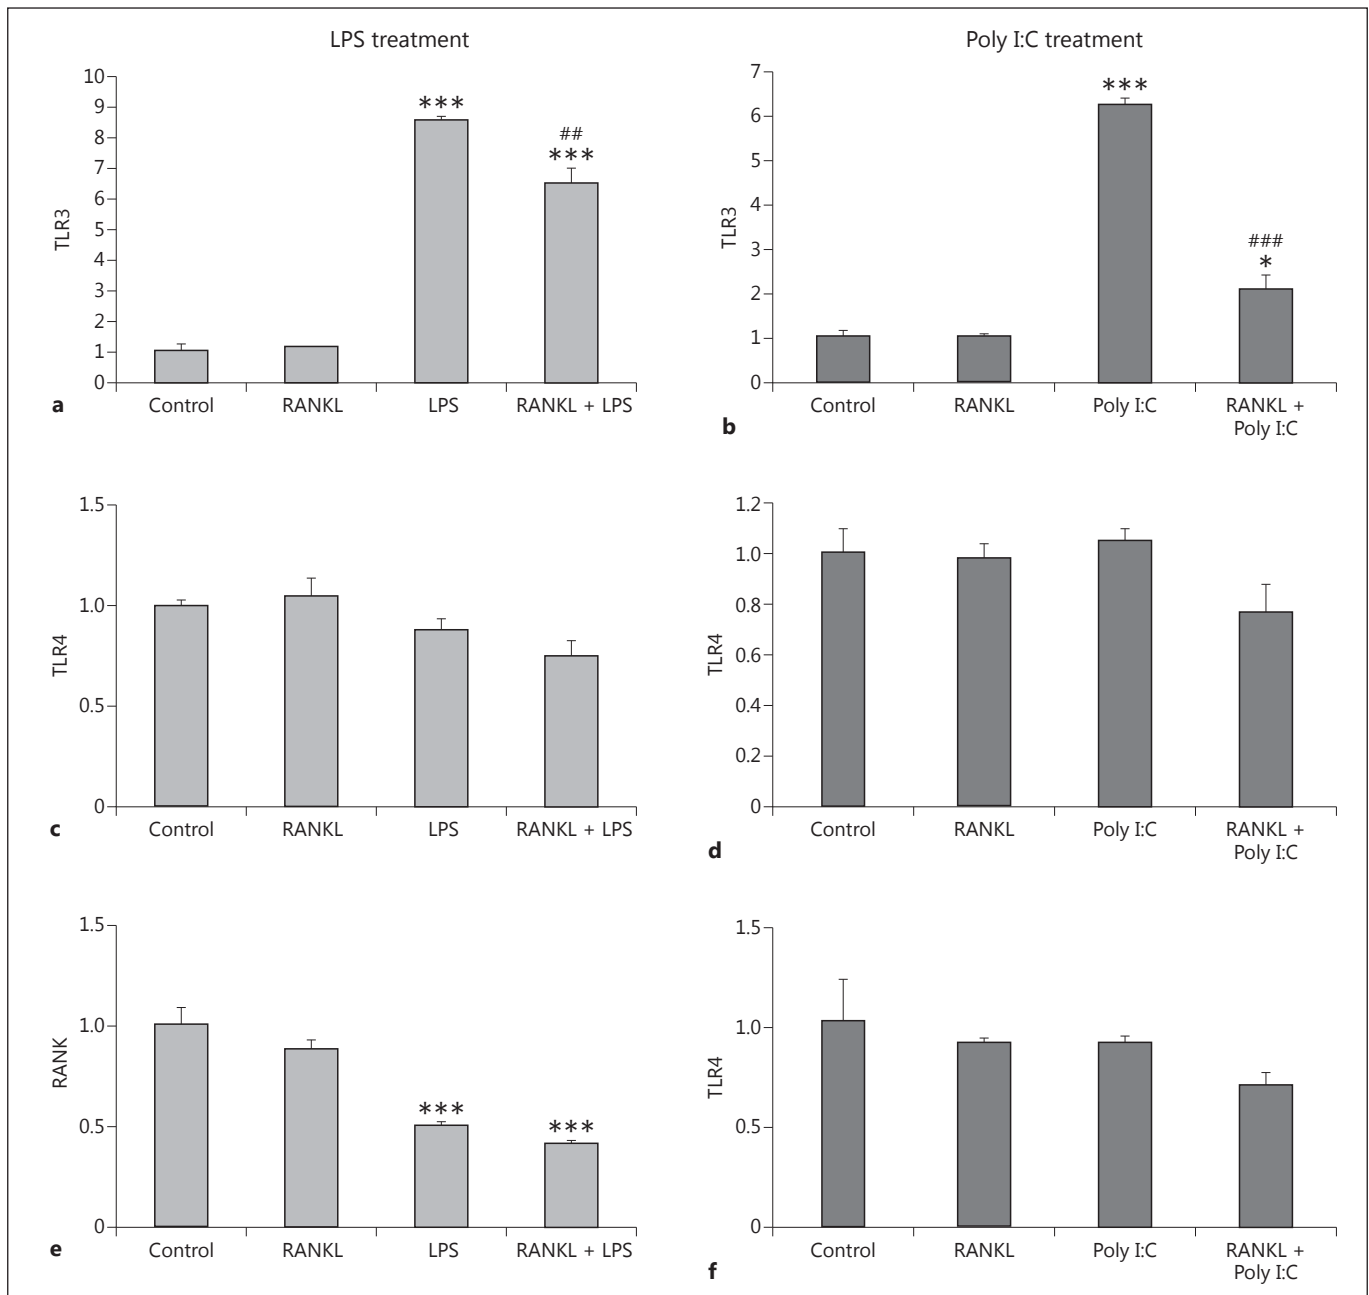 LPS treatment
Poly I:C treatment
10
9
8
7
6
5
4
3
2
1
0
TLR3
***
##
***
Control
RANKL
LPS
RANKL + LPS
a
7
6
5
4
3
2
1
0
TLR3
***
###
*
Control
RANKL
Poly I:C
RANKL +
Poly I:C
b
1.5
1.0
0.5
0
TLR4
Control
RANKL
LPS
RANKL + LPS
c
1.2
1.0
0.8
0.6
0.4
0.2
0
TLR4
Control
RANKL
Poly I:C
RANKL +
Poly I:C
d
1.5
1.0
0.5
0
RANK
***
***
Control
RANKL
LPS
RANKL + LPS
e
1.5
1.0
0.5
0
TLR4
Control
RANKL
Poly I:C
RANKL +
Poly I:C
f